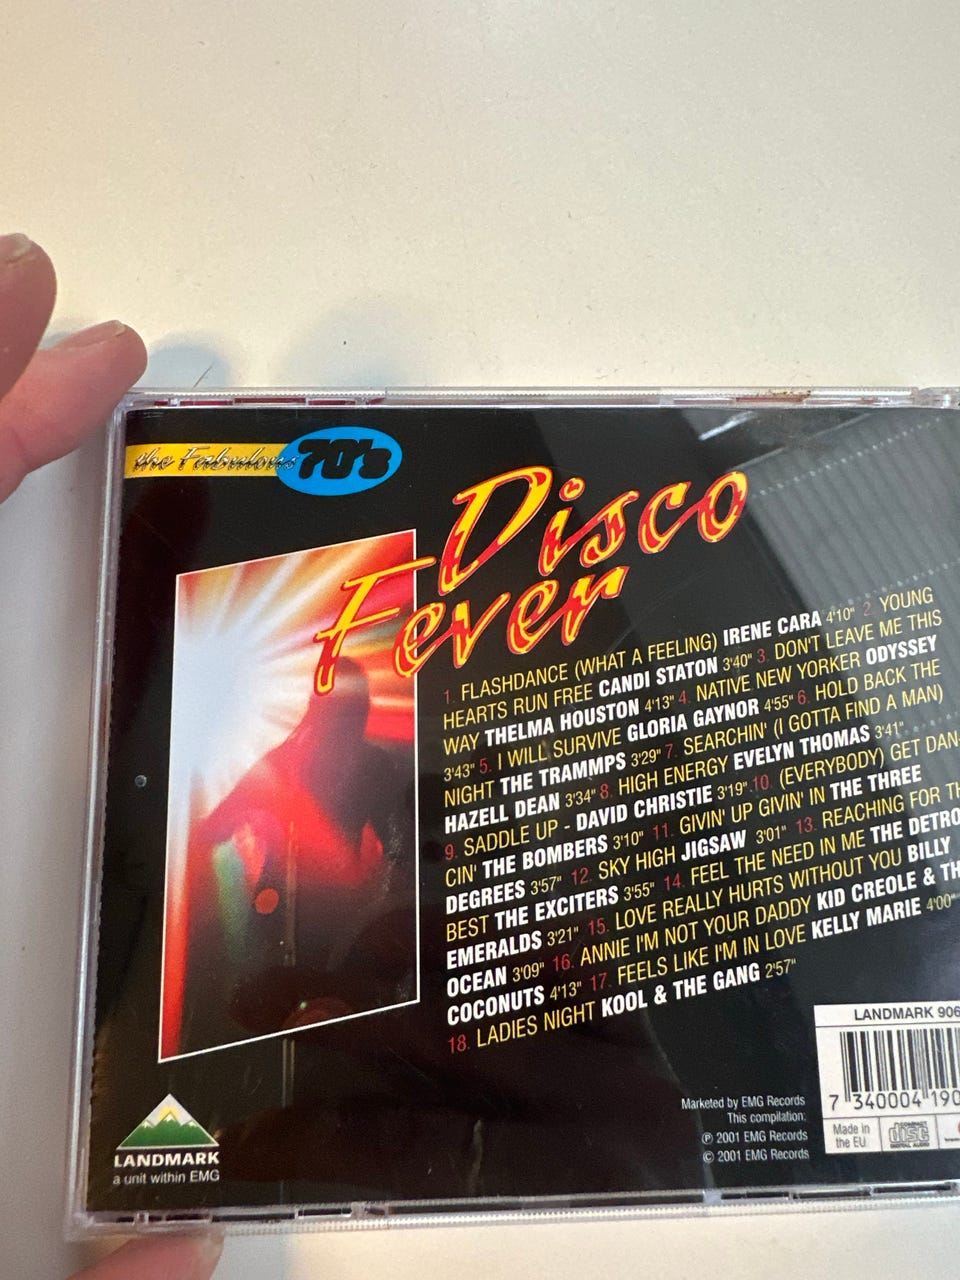 the Fabulous 70's
Disco
Fever
1. FLASHDANCE (WHAT A FEELING) IRENE CARA 4'10" 2. YOUNG
HEARTS RUN FREE CANDI STATON 3'40" 3. DON'T LEAVE ME THIS
WAY THELMA HOUSTON 4'13" 4. NATIVE NEW YORKER ODYSSEY
3'43" 5. I WILL SURVIVE GLORIA GAYNOR 4'55" 6. HOLD BACK THE
NIGHT THE TRAMMPS 3'29" 7. SEARCHIN' (I GOTTA FIND A MAN)
HAZELL DEAN 3'34" 8. HIGH ENERGY EVELYN THOMAS 3'41"
9. SADDLE UP - DAVID CHRISTIE 3'19". 10. (EVERYBODY) GET DAN-
CIN' THE BOMBERS 3'10" 11. GIVIN' UP GIVIN' IN THE THREE
DEGREES 3'57" 12. SKY HIGH JIGSAW 3'01" 13. REACHING FOR TH
BEST THE EXCITERS 3'55" 14. FEEL THE NEED IN ME THE DETRO
EMERALDS 3'21" 15. LOVE REALLY HURTS WITHOUT YOU BILLY
OCEAN 3'09" 16. ANNIE I'M NOT YOUR DADDY KID CREOLE & TH
COCONUTS 4'13" 17. FEELS LIKE I'M IN LOVE KELLY MARIE 4'00"
18. LADIES NIGHT KOOL & THE GANG 2'57"
LANDMARK 906
7 340004 190
Made in
the EU
COMPACT
disc
DIGITAL AUDIO
Marketed by EMG Records
This compilation:
℗ 2001 EMG Records
© 2001 EMG Records
LANDMARK
a unit within EMG